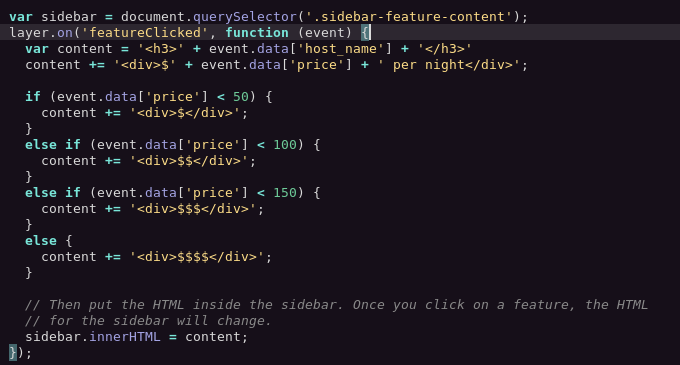 var sidebar = document.querySelector('.sidebar-feature-content');
layer.on('featureClicked', function (event) {
  var content = '<h3>' + event.data['host_name'] + '</h3>'
  content += '<div>$' + event.data['price'] + ' per night</div>';

  if (event.data['price'] < 50) {
    content += '<div>$</div>';
  }
  else if (event.data['price'] < 100) {
    content += '<div>$$</div>';
  }
  else if (event.data['price'] < 150) {
    content += '<div>$$$</div>';
  }
  else {
    content += '<div>$$$$</div>';
  }

  // Then put the HTML inside the sidebar. Once you click on a feature, the HTML
  // for the sidebar will change.
  sidebar.innerHTML = content;
});